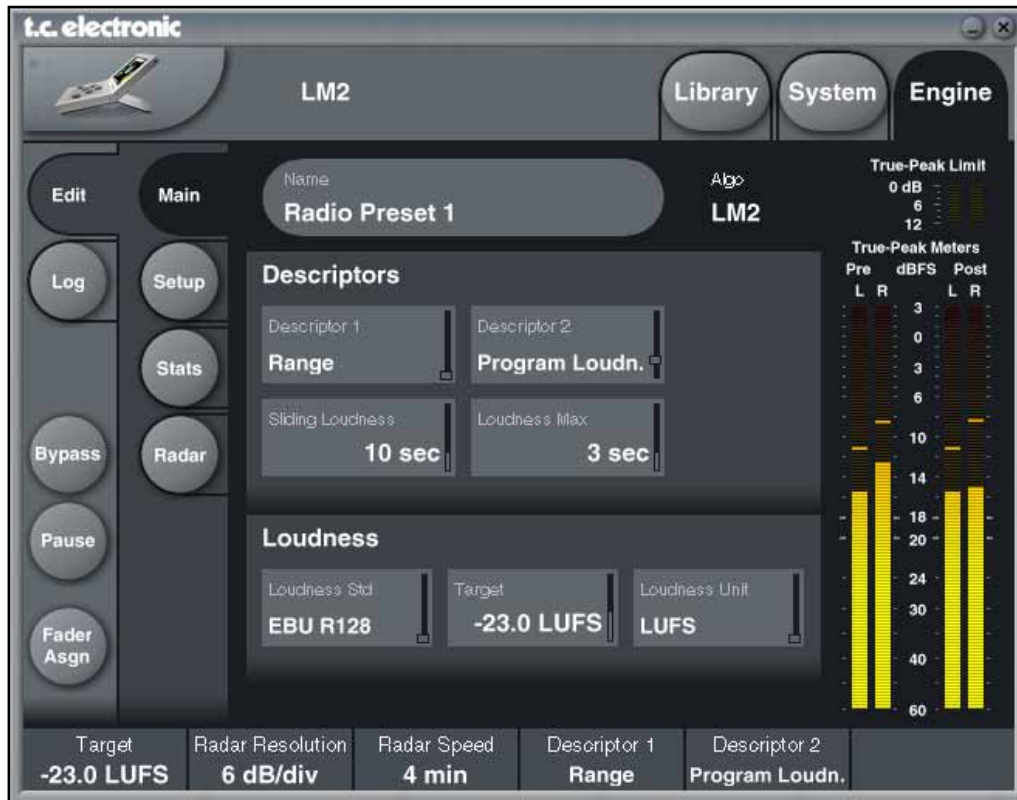 t.c. electronic
LM2
Library
System
Engine
Edit
Main
Name
Radio Preset 1
Algo
LM2
True-Peak Limit
0 dB
6
12
Log
Setup
Stats
Radar
Bypass
Pause
Fader
Asgn
Descriptors
Descriptor 1
Range
Descriptor 2
Program Loudn.
Sliding Loudness
10 sec
Loudness Max
3 sec
Loudness
Loudness Std
EBU R128
Target
-23.0 LUFS
Loudness Unit
LUFS
True-Peak Meters
Pre dBFS Post
L R L R
3
0
3
6
10
14
18
20
24
30
40
60
Target
-23.0 LUFS
Radar Resolution
6 dB/div
Radar Speed
4 min
Descriptor 1
Range
Descriptor 2
Program Loudn.